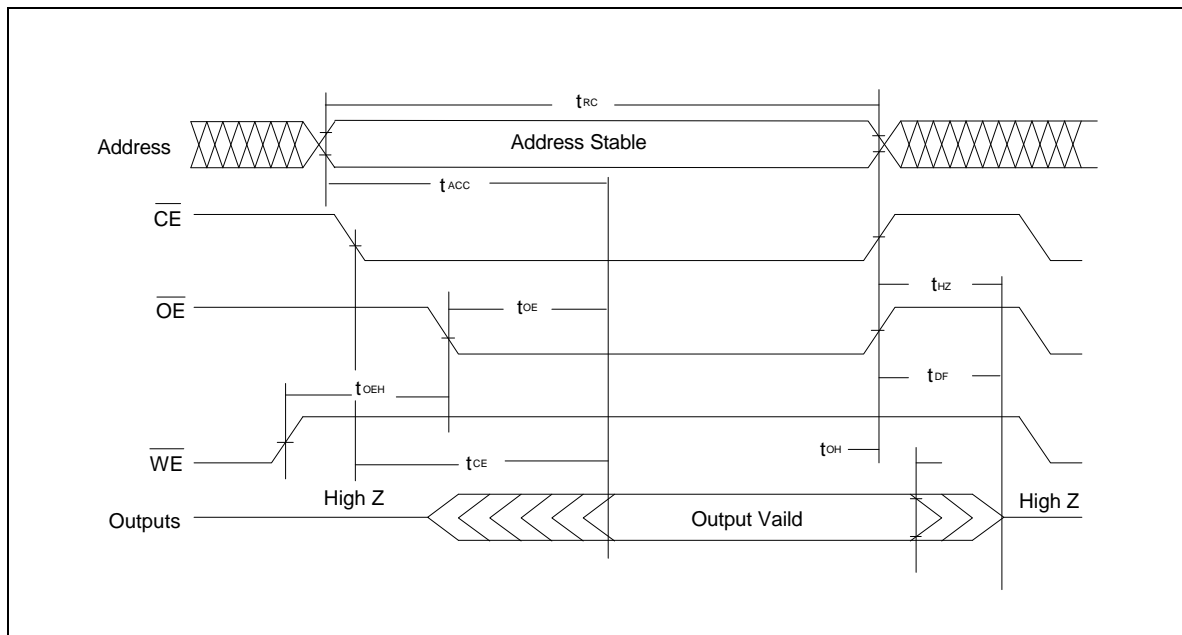 tRC
Address
Address Stable
tACC
CE
tHZ
OE
tOE
tDF
tOEH
tOH
WE
tCE
High Z
High Z
Outputs
Output Vaild